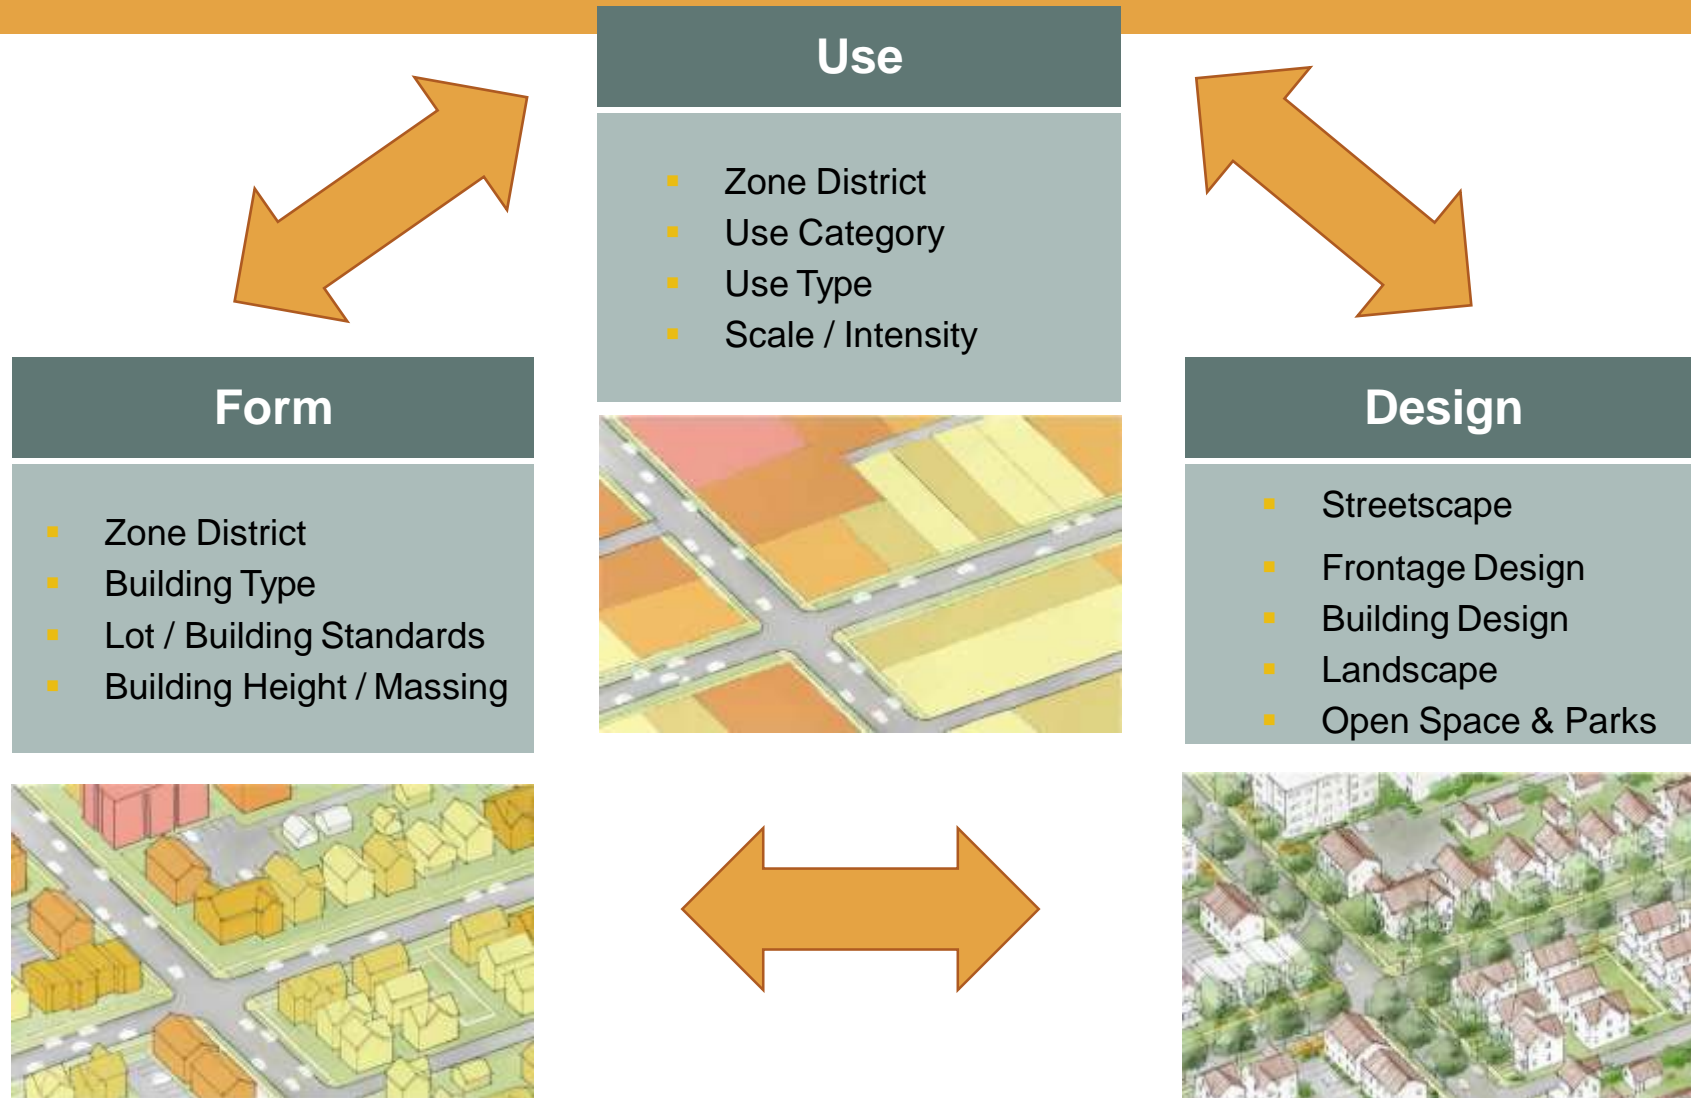 Use
Zone District
Use Category
Use Type
Scale / Intensity
Form
Zone District
Building Type
Lot / Building Standards
Building Height / Massing
Design
Streetscape
Frontage Design
Building Design
Landscape
Open Space & Parks